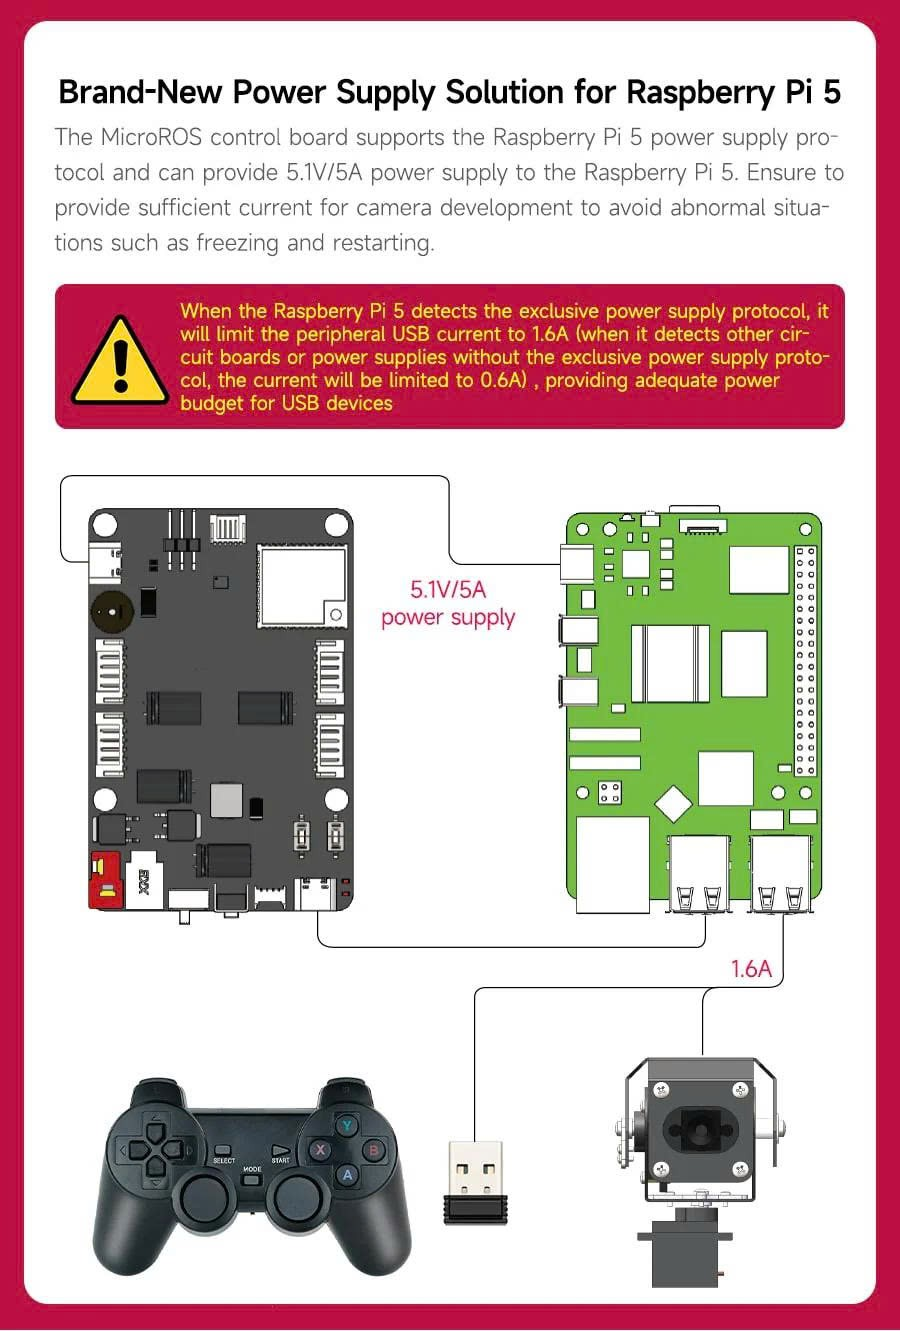 Brand-New Power Supply Solution for Raspberry Pi 5
The MicroROS control board supports the Raspberry Pi 5 power supply pro-
tocol and can provide 5.1V/5A power supply to the Raspberry Pi 5. Ensure to
provide sufficient current for camera development to avoid abnormal situa-
tions such as freezing and restarting.
When the Raspberry Pi 5 detects the exclusive power supply protocol, it
will limit the peripheral USB current to 1.6A (when it detects other cir-
cuit boards or power supplies without the exclusive power supply proto-
col, the current will be limited to 0.6A) , providing adequate power
budget for USB devices
5.1V/5A
power supply
1.6A
SELECT
START
MODE
Y
X
B
A